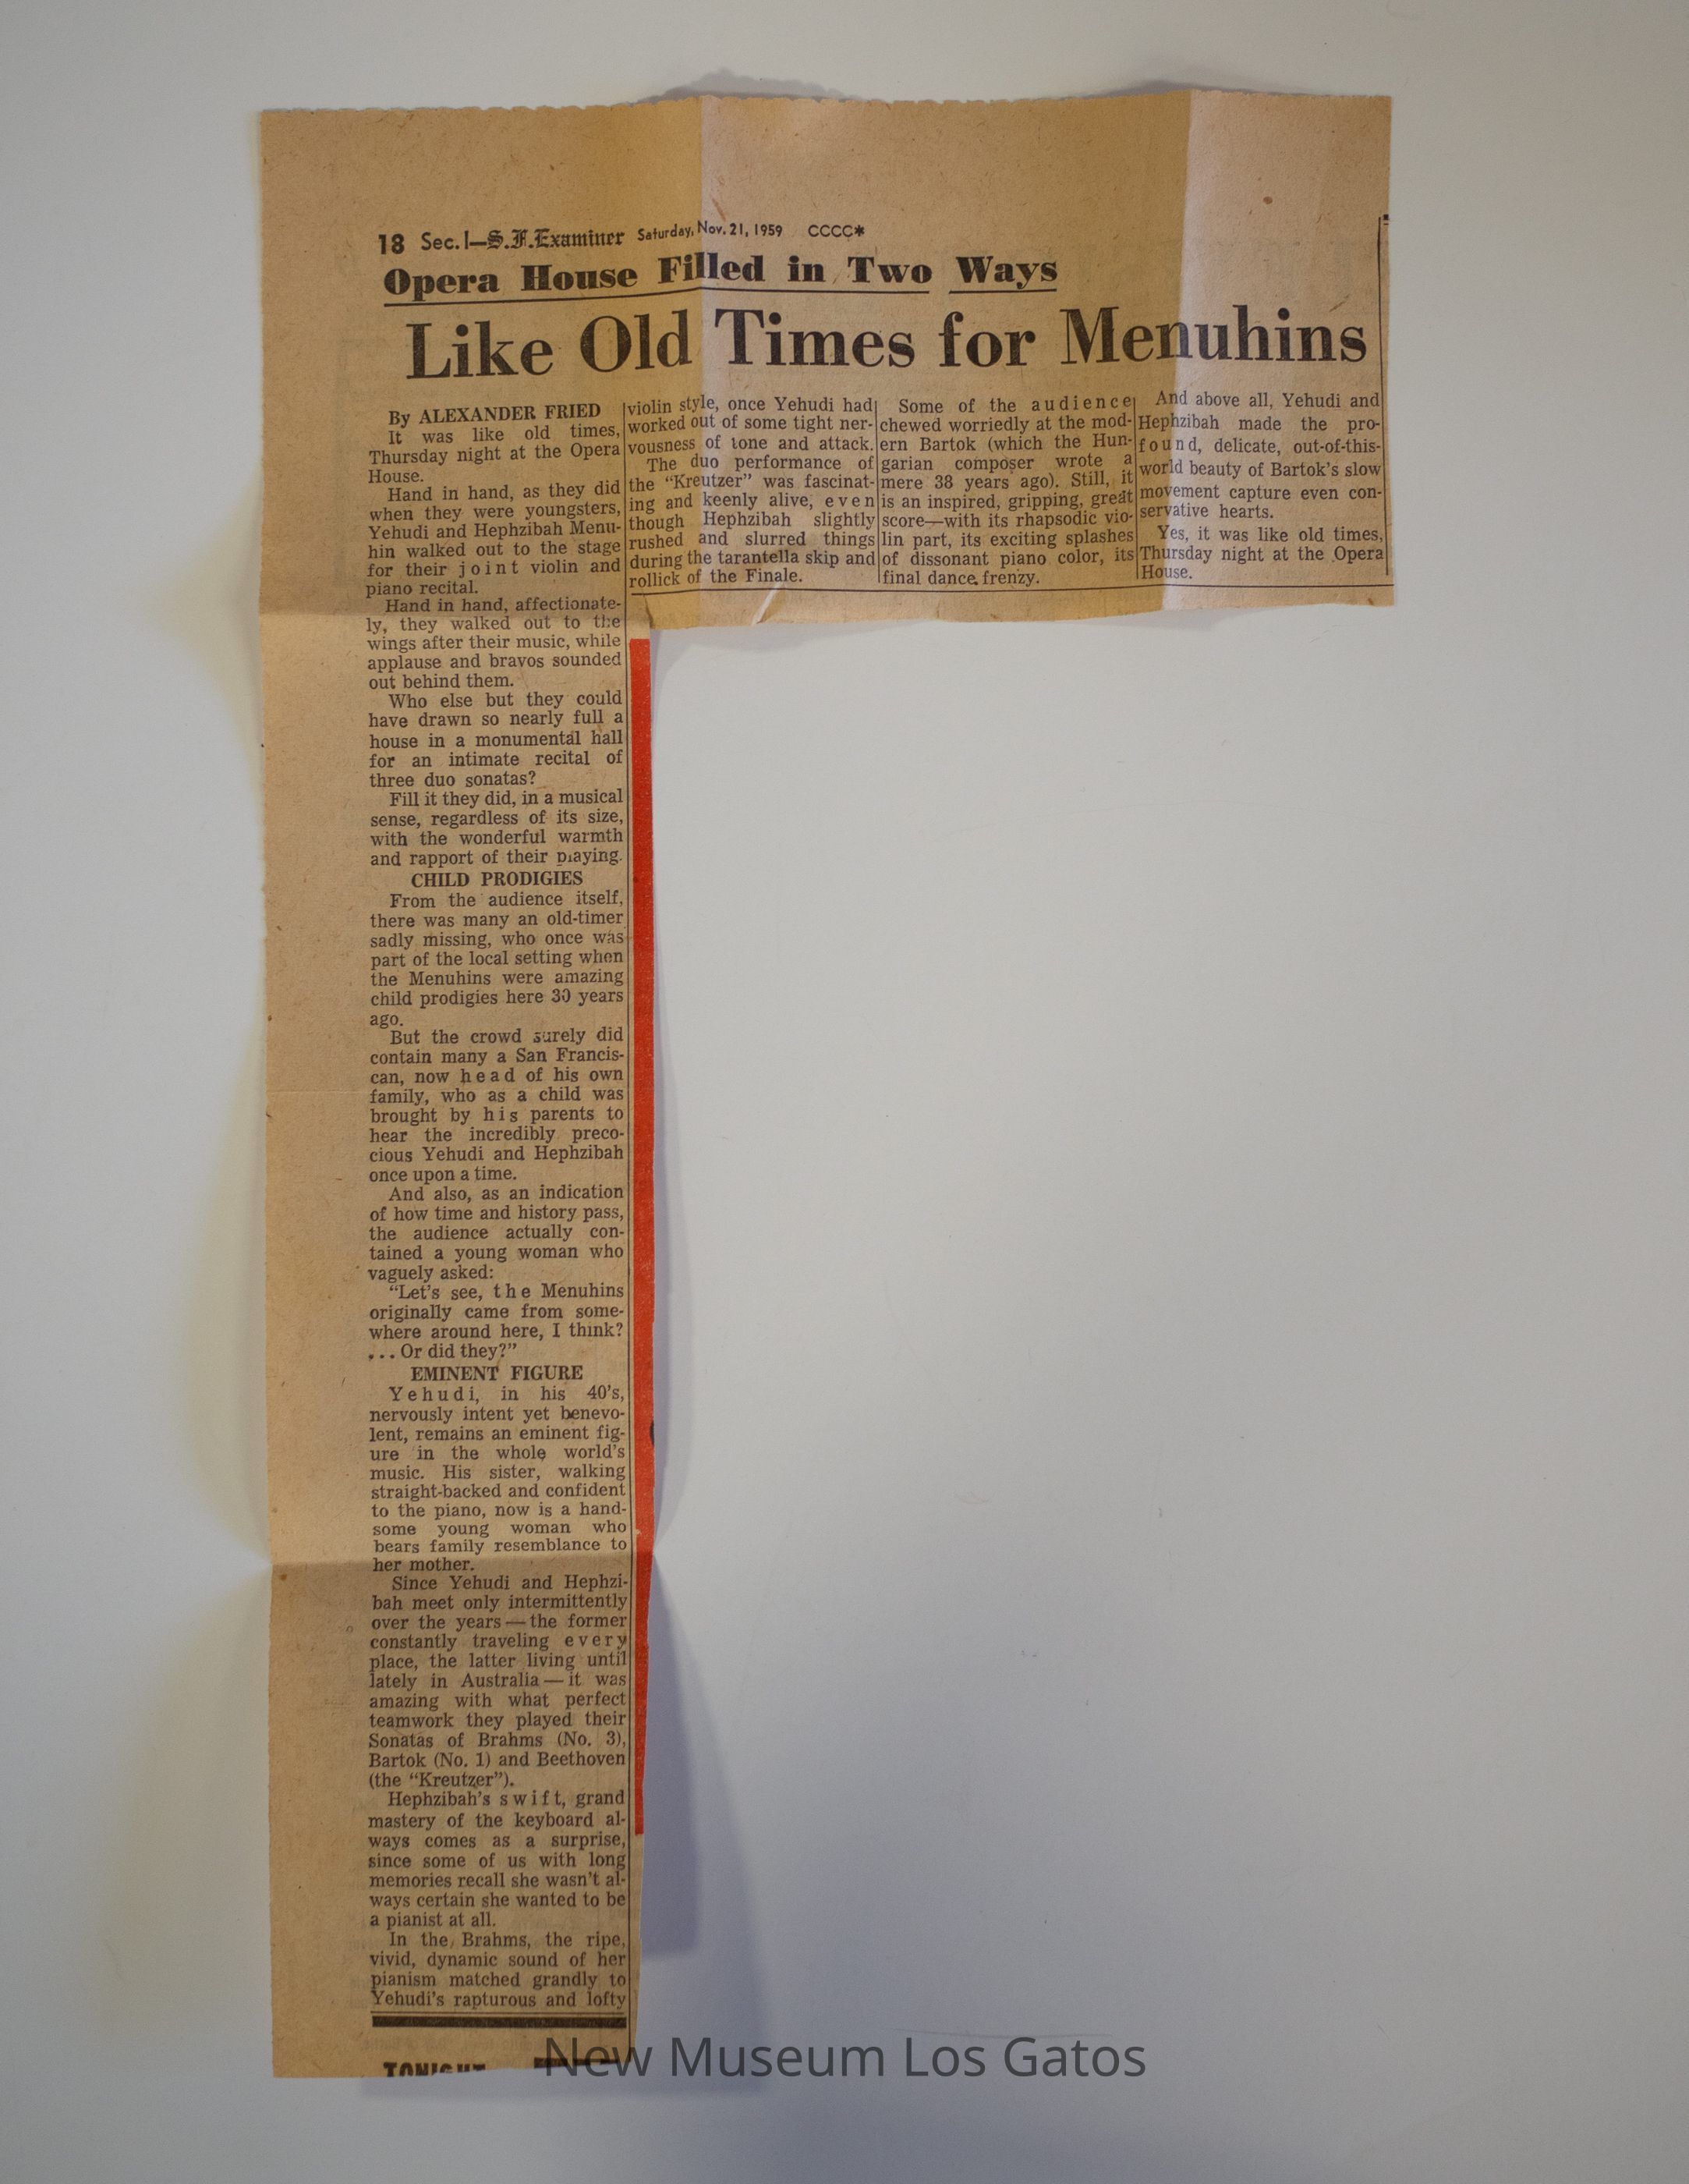 18 Sec. I—S.F. Examiner Saturday, Nov. 21, 1959 CCCC*
Opera House Filled in Two Ways
Like Old Times for Menuhins
By ALEXANDER FRIED
It was like old times,
Thursday night at the Opera
House.
Hand in hand, as they did
when they were youngsters,
Yehudi and Hephzibah Menu-
hin walked out to the stage
for their joint violin and
piano recital.
Hand in hand, affectionate-
ly, they walked out to the
wings after their music, while
applause and bravos sounded
out behind them.
Who else but they could
have drawn so nearly full a
house in a monumental hall
for an intimate recital of
three duo sonatas?
Fill it they did, in a musical
sense, regardless of its size,
with the wonderful warmth
and rapport of their playing.
CHILD PRODIGIES
From the audience itself,
there was many an old-timer
sadly missing, who once was
part of the local setting when
the Menuhins were amazing
child prodigies here 30 years
ago.
But the crowd surely did
contain many a San Francis-
can, now head of his own
family, who as a child was
brought by his parents to
hear the incredibly preco-
cious Yehudi and Hephzibah
once upon a time.
And also, as an indication
of how time and history pass,
the audience actually con-
tained a young woman who
vaguely asked:
"Let's see, the Menuhins
originally came from some-
where around here, I think?
... Or did they?"
EMINENT FIGURE
Yehudi, in his 40's,
nervously intent yet benevo-
lent, remains an eminent fig-
ure in the whole world's
music. His sister, walking
straight-backed and confident
to the piano, now is a hand-
some young woman who
bears family resemblance to
her mother.
Since Yehudi and Hephzi-
bah meet only intermittently
over the years—the former
constantly traveling every
place, the latter living until
lately in Australia—it was
amazing with what perfect
teamwork they played their
Sonatas of Brahms (No. 3),
Bartok (No. 1) and Beethoven
(the "Kreutzer").
Hephzibah's swift, grand
mastery of the keyboard al-
ways comes as a surprise,
since some of us with long
memories recall she wasn't al-
ways certain she wanted to be
a pianist at all.
In the Brahms, the ripe,
vivid, dynamic sound of her
pianism matched grandly to
Yehudi's rapturous and lofty
violin style, once Yehudi had
worked out of some tight ner-
vousness of tone and attack.
The duo performance of
the "Kreutzer" was fascinat-
ing and keenly alive, even
though Hephzibah slightly
rushed and slurred things
during the tarantella skip and
rollick of the Finale.
Some of the audience
chewed worriedly at the mod-
ern Bartok (which the Hun-
garian composer wrote a
mere 38 years ago). Still, it
is an inspired, gripping, great
score—with its rhapsodic vio-
lin part, its exciting splashes
of dissonant piano color, its
final dance frenzy.
And above all, Yehudi and
Hephzibah made the pro-
found, delicate, out-of-this-
world beauty of Bartok's slow
movement capture even con-
servative hearts.
Yes, it was like old times,
Thursday night at the Opera
House.
TONIGHT
New Museum Los Gatos